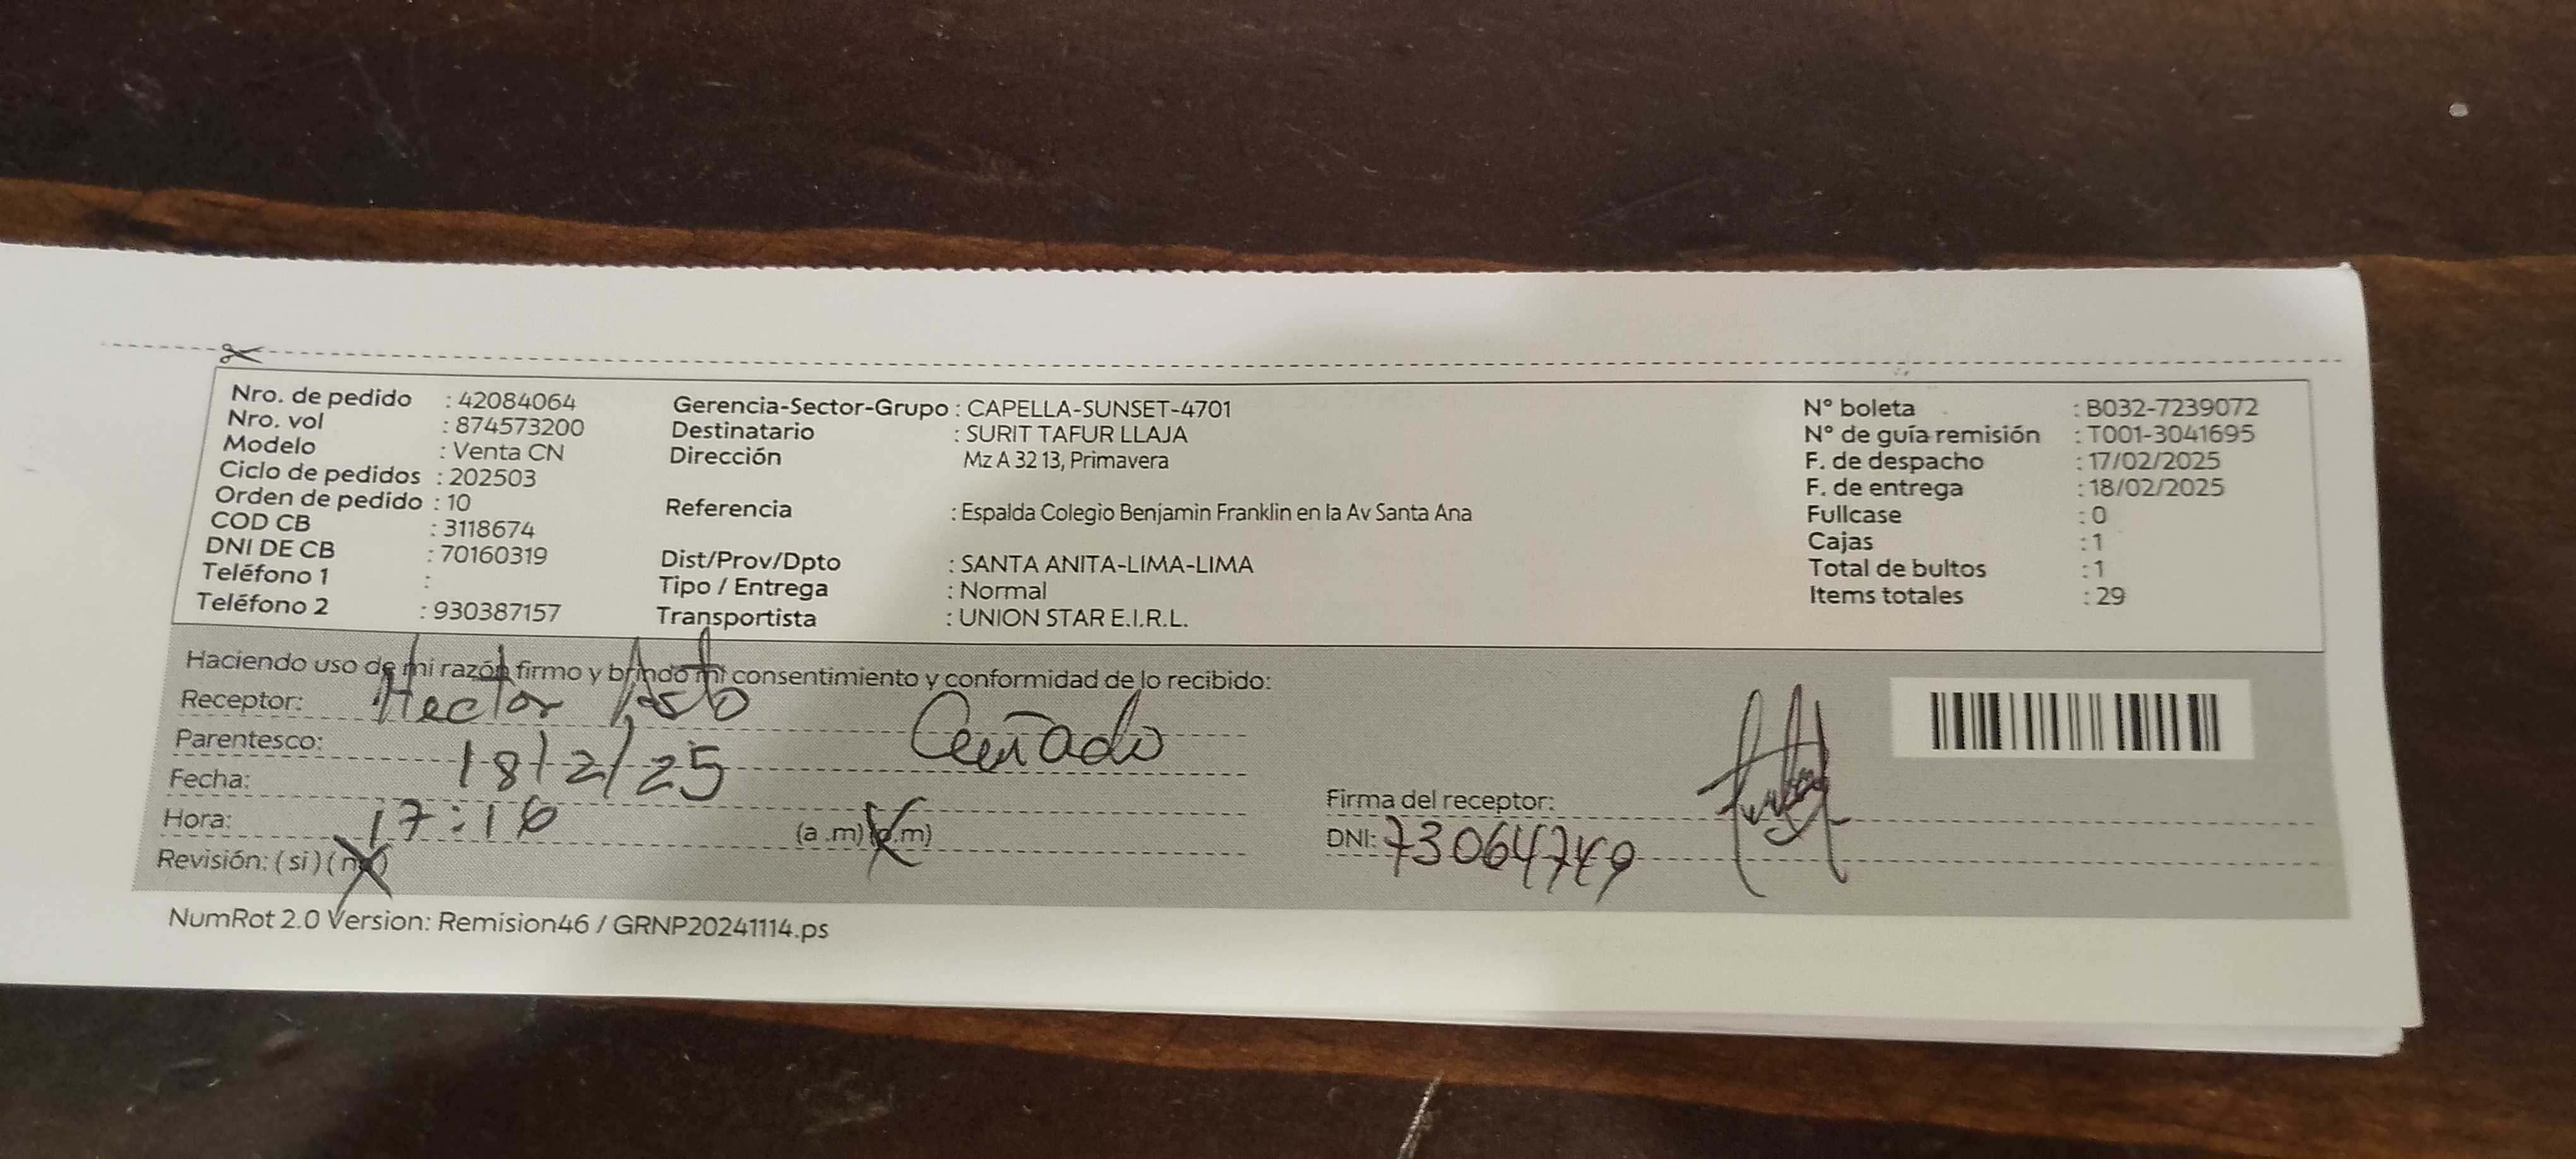 Nro. de pedido : 42084064
Nro. vol : 874573200
Modelo : Venta CN
Ciclo de pedidos : 202503
Orden de pedido : 10
COD CB : 3118674
DNI DE CB : 70160319
Teléfono 1 :
Teléfono 2 : 930387157
Gerencia-Sector-Grupo : CAPELLA-SUNSET-4701
Destinatario : SURIT TAFUR LLAJA
Dirección Mz A 32 13, Primavera
Referencia : Espalda Colegio Benjamin Franklin en la Av Santa Ana
Dist/Prov/Dpto : SANTA ANITA-LIMA-LIMA
Tipo / Entrega : Normal
Transportista : UNION STAR E.I.R.L.
N° boleta : B032-7239072
N° de guía remisión : T001-3041695
F. de despacho : 17/02/2025
F. de entrega : 18/02/2025
Fullcase : 0
Cajas : 1
Total de bultos : 1
Items totales : 29
Haciendo uso de mi razón firmo y brindo mi consentimiento y conformidad de lo recibido:
Receptor: Hector Asto
Parentesco: Cuñado
Fecha: 18/2/25
Hora: 17:16 (a .m) (p.m)
Revisión: (si) (no)
Firma del receptor:
DNI: 73064749
NumRot 2.0 Version: Remision46 / GRNP20241114.ps